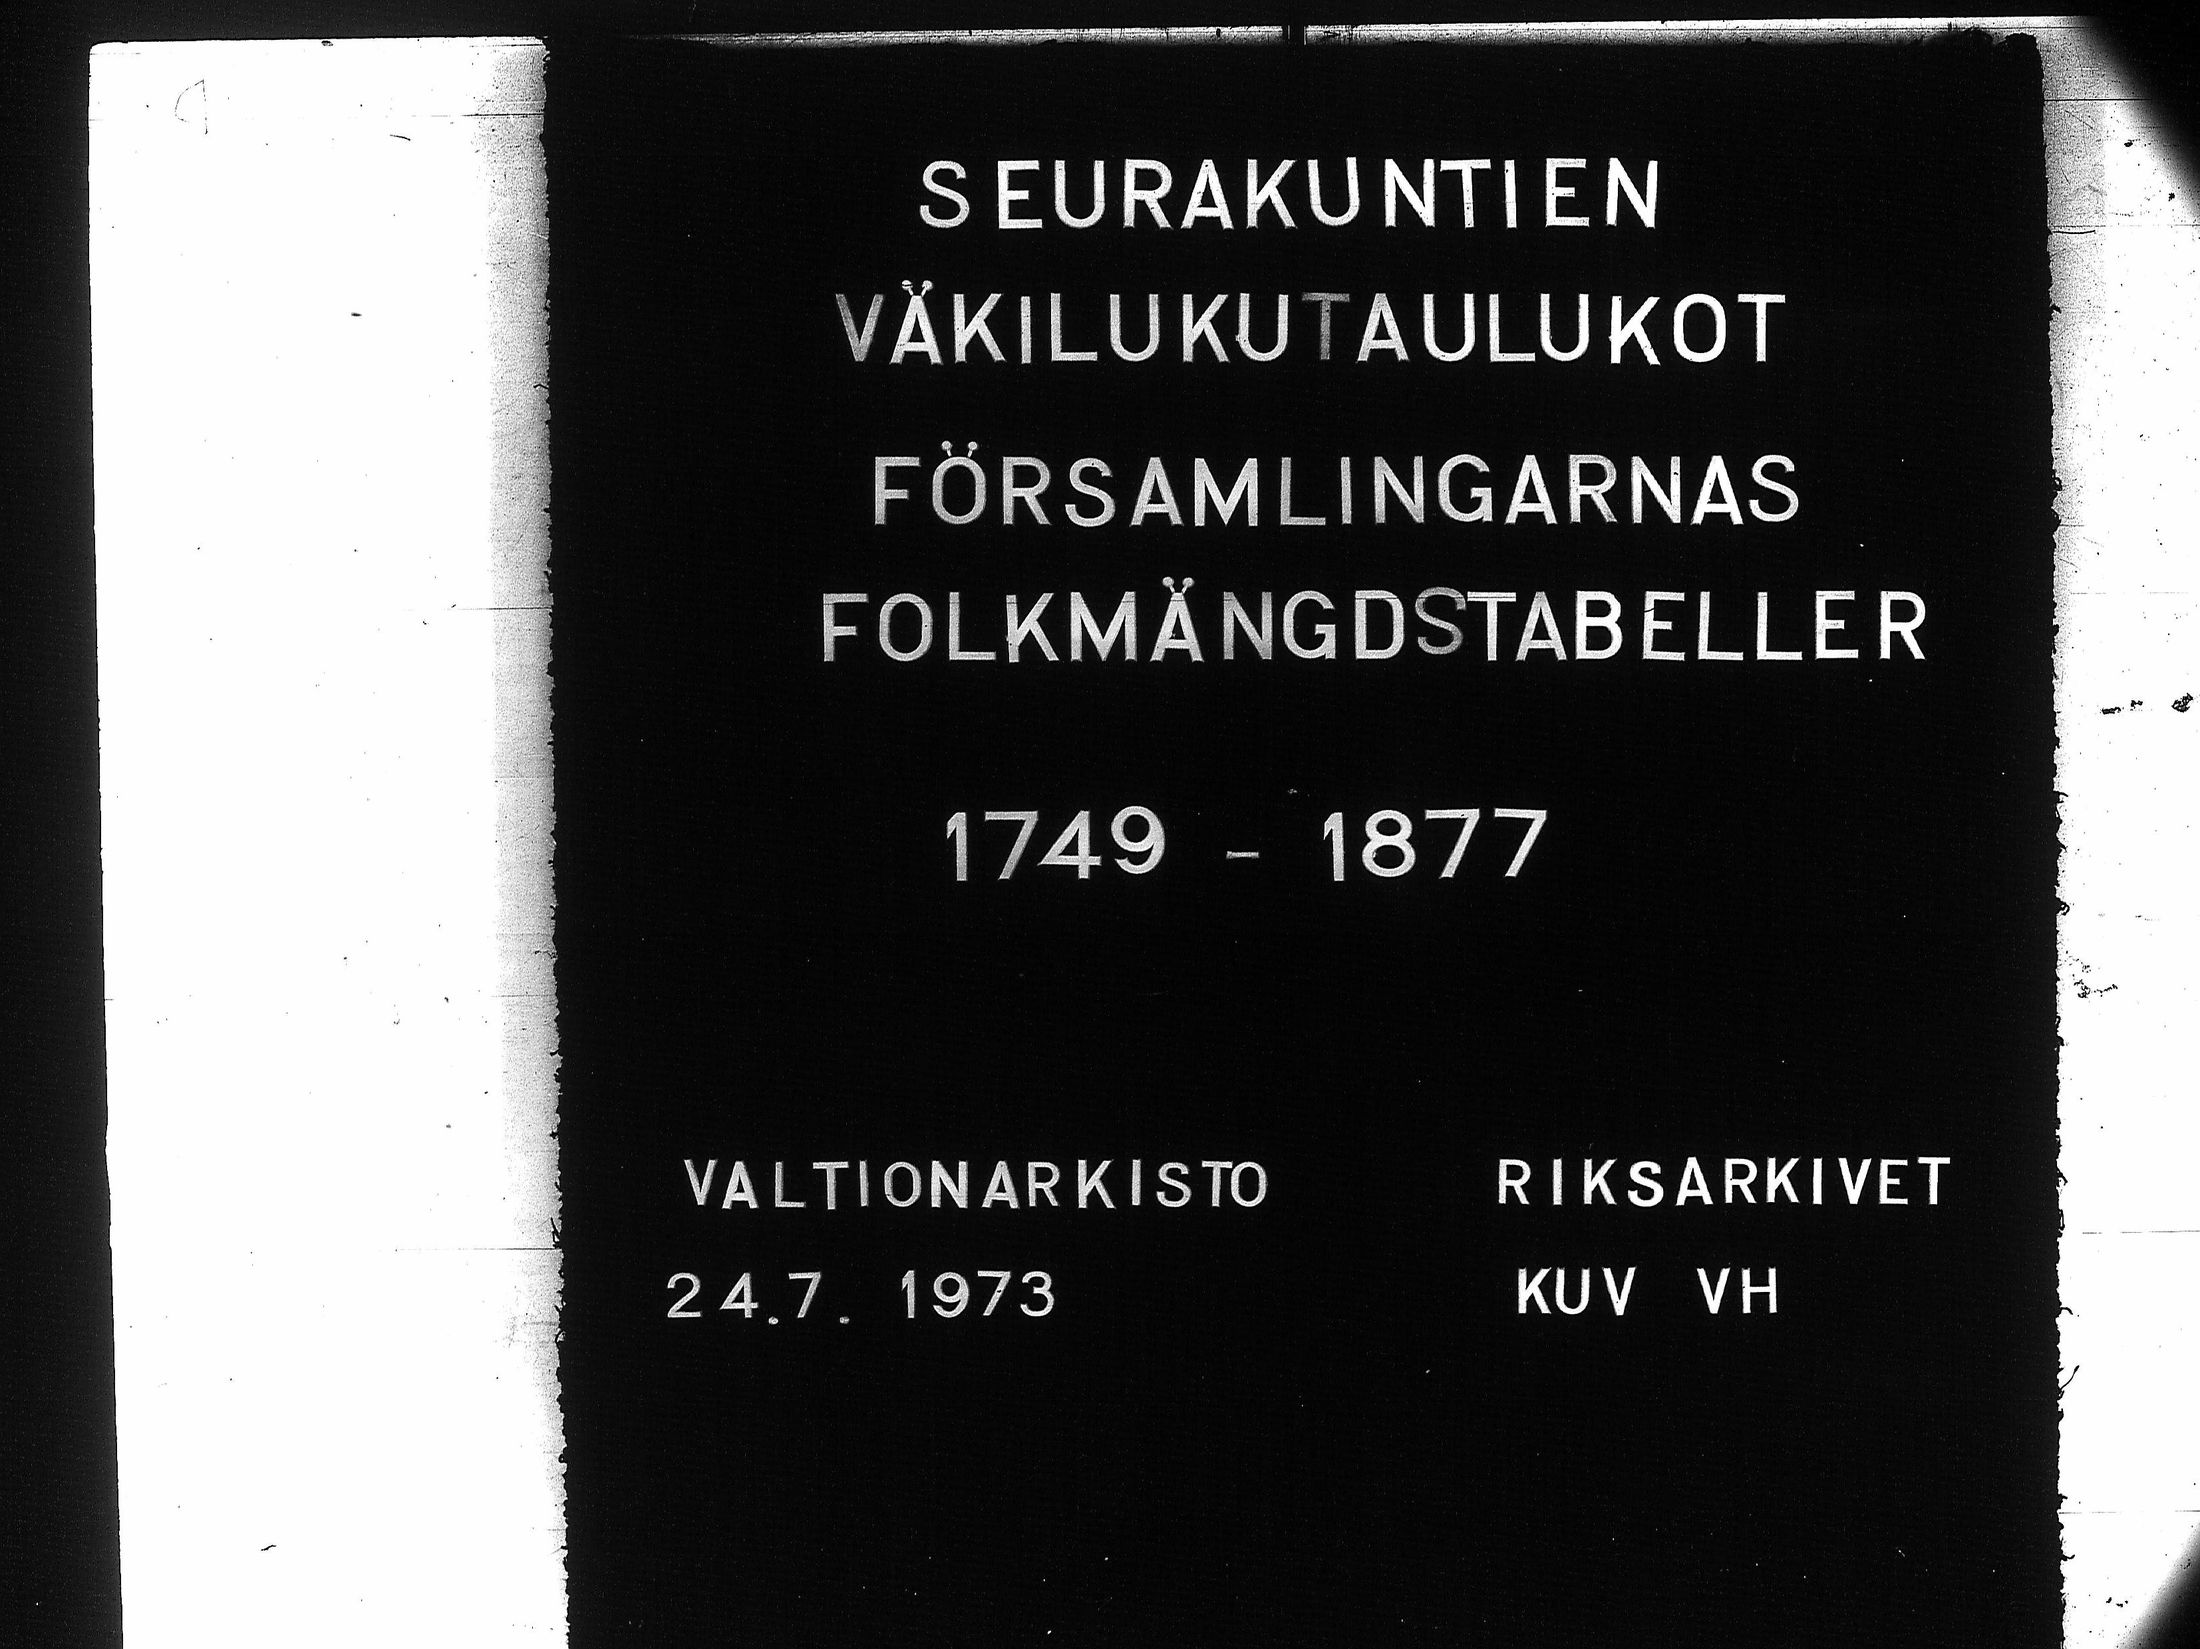 SEURAKUNTIEN
VÄKILUKUTAULUKOT
FÖRSAMLINGARNAS
FOLKMÄNGDSTABELLER
1749 - 1877
VALTIONARKISTO RIKSARKIVET
24.7. 1973 KUV VH